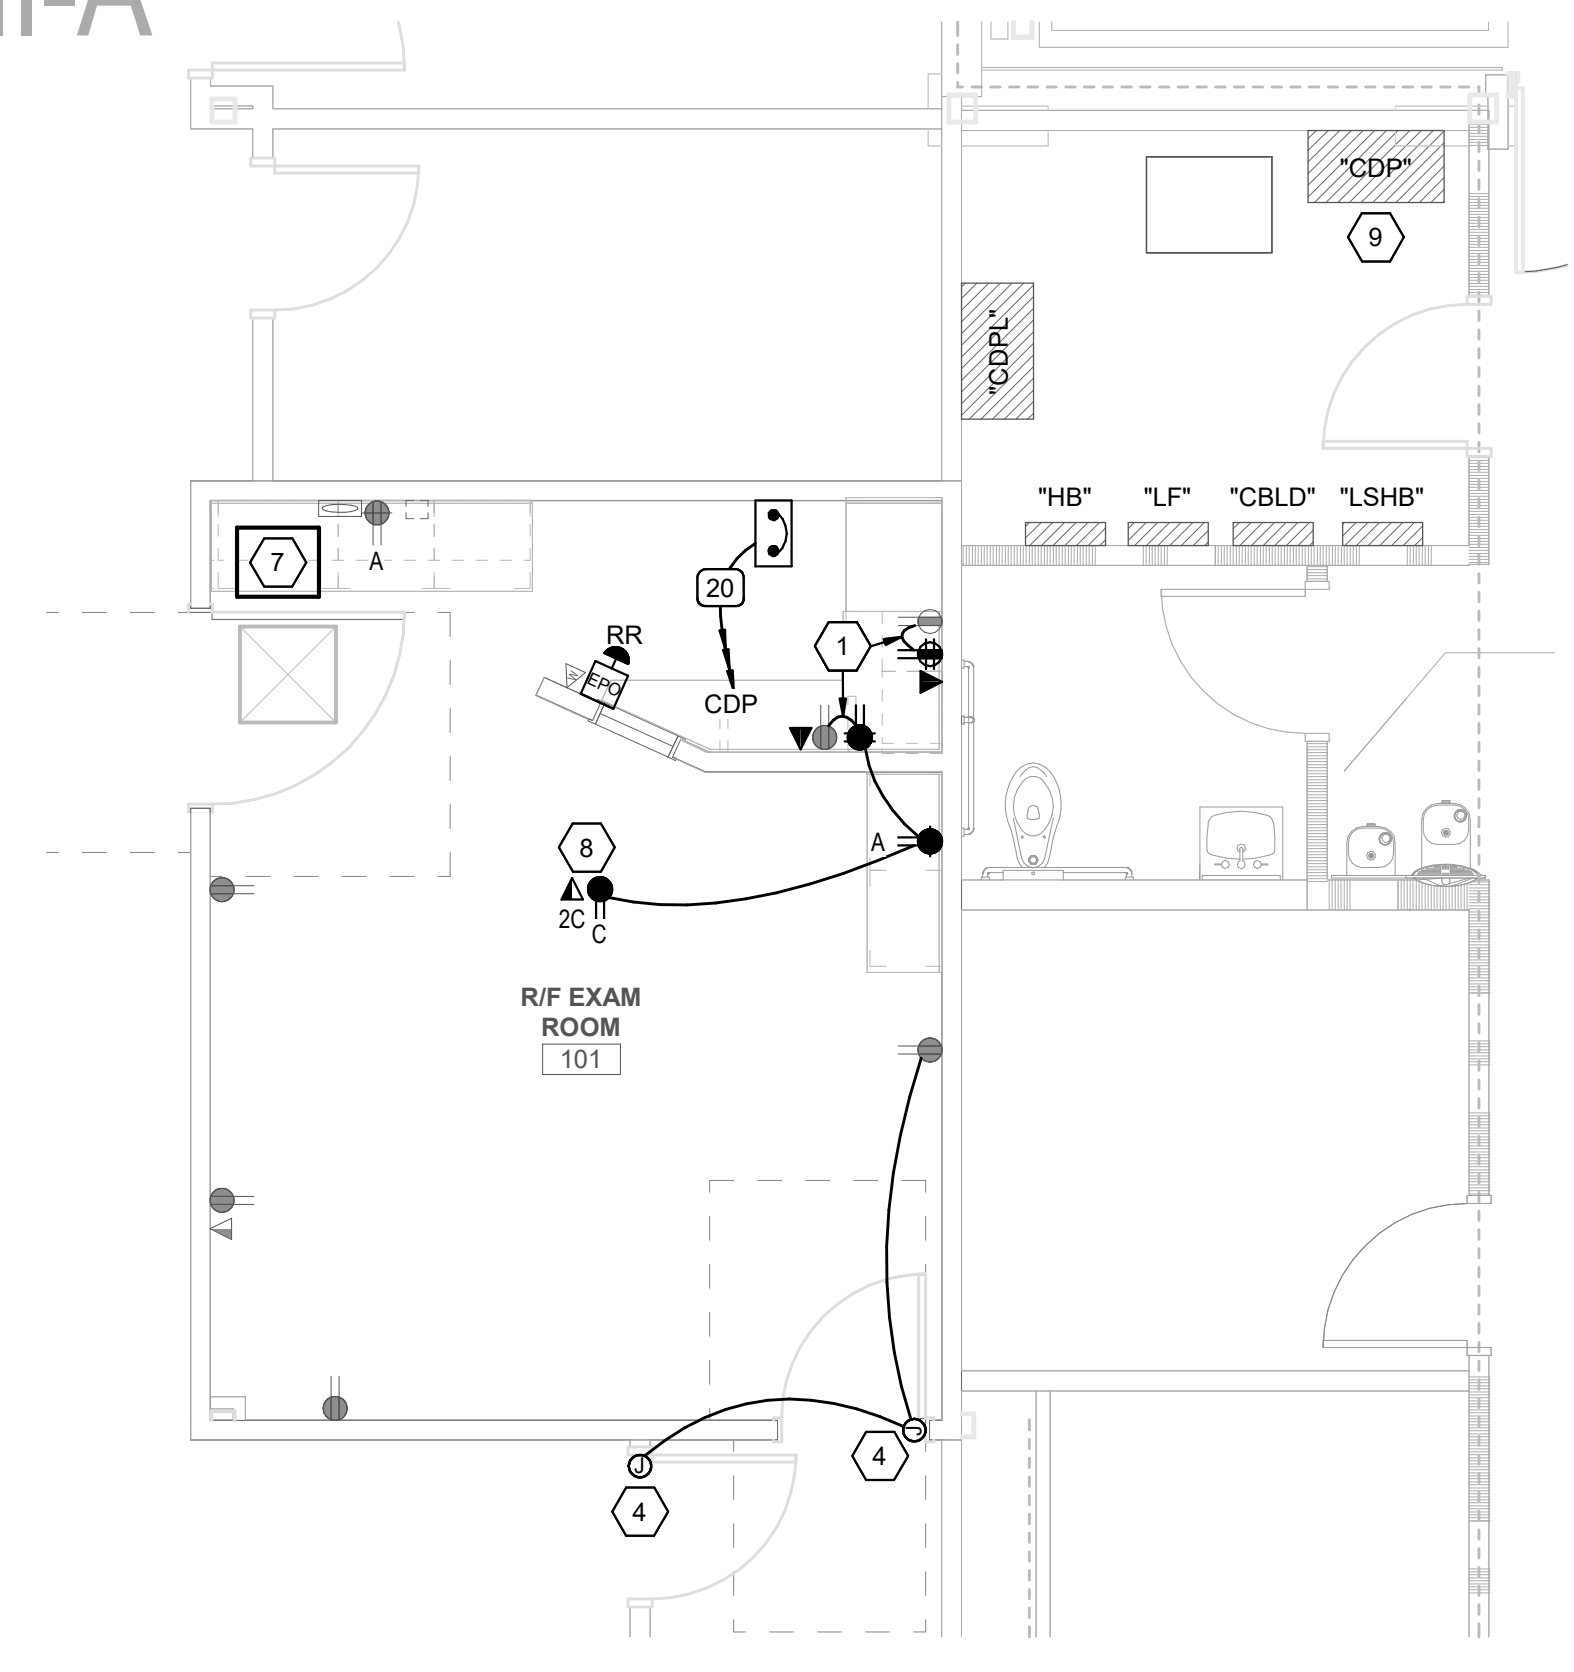 "CDP"
9
"CDPL"
"HB" "LF" "CBLD" "LSHB"
7
A
20
1
RR
W
EPO
CDP
A
8
2C
C
R/F EXAM
ROOM
101
J
4
J
4